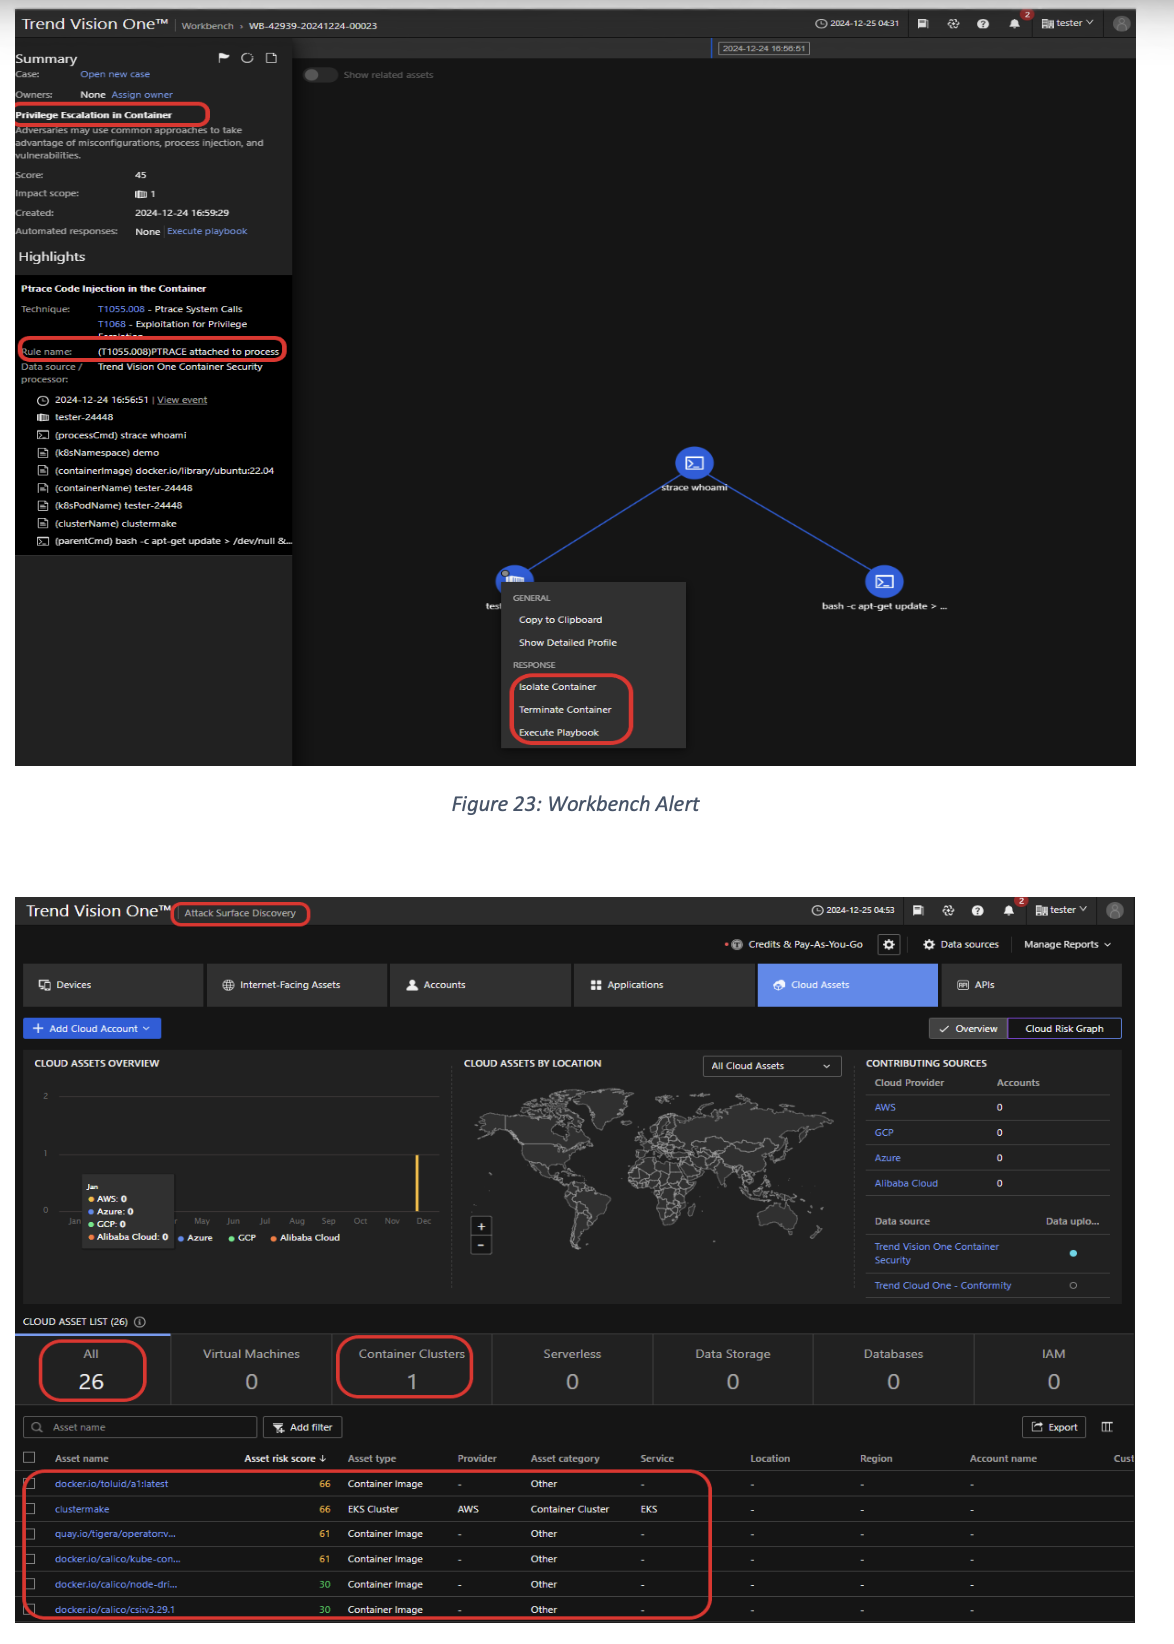 Trend Vision One™ | Workbench > WB-42939-20241224-00023
2024-12-25 04:31
2
tester
Summary
2024-12-24 16:56:51
Case: Open new case
Show related assets
Owners: None Assign owner
Privilege Escalation in Container
Adversaries may use common approaches to take
advantage of misconfigurations, process injection, and
vulnerabilities.
Score: 45
Impact scope: 1
Created: 2024-12-24 16:59:29
Automated responses: None | Execute playbook
Highlights
Ptrace Code Injection in the Container
Technique: T1055.008 - Ptrace System Calls
T1068 - Exploitation for Privilege
Rule name: (T1055.008)PTRACE attached to process
Data source / Trend Vision One Container Security
processor:
2024-12-24 16:56:51 | View event
tester-24448
(processCmd) strace whoami
(k8sNamespace) demo
(containerImage) docker.io/library/ubuntu:22.04
(containerName) tester-24448
(k8sPodName) tester-24448
(clusterName) clustermake
(parentCmd) bash -c apt-get update > /dev/null &...
strace whoami
test
bash -c apt-get update > ...
GENERAL
Copy to Clipboard
Show Detailed Profile
RESPONSE
Isolate Container
Terminate Container
Execute Playbook
Figure 23: Workbench Alert
Trend Vision One™ | Attack Surface Discovery
2024-12-25 04:53
2
tester
Credits & Pay-As-You-Go
Data sources
Manage Reports
Devices
Internet-Facing Assets
Accounts
Applications
Cloud Assets
APIs
+ Add Cloud Account
Overview
Cloud Risk Graph
CLOUD ASSETS OVERVIEW
2
1
0
Jan
AWS: 0
Azure: 0
GCP: 0
Alibaba Cloud: 0
Jan r May Jun Jul Aug Sep Oct Nov Dec
Azure GCP Alibaba Cloud
CLOUD ASSETS BY LOCATION
All Cloud Assets
+
-
CONTRIBUTING SOURCES
Cloud Provider Accounts
AWS 0
GCP 0
Azure 0
Alibaba Cloud 0
Data source Data uplo...
Trend Vision One Container
Security
Trend Cloud One - Conformity
CLOUD ASSET LIST (26)
All Virtual Machines Container Clusters Serverless Data Storage Databases IAM
26 0 1 0 0 0 0
Asset name
Add filter
Export
Asset name Asset risk score ↓ Asset type Provider Asset category Service Location Region Account name Cust
docker.io/toluid/a1:latest 66 Container Image - Other - - - -
clustermake 66 EKS Cluster AWS Container Cluster EKS - - -
quay.io/tigera/operator:v... 61 Container Image - Other - - - -
docker.io/calico/kube-con... 61 Container Image - Other - - - -
docker.io/calico/node-dri... 30 Container Image - Other - - - -
docker.io/calico/csi:v3.29.1 30 Container Image - Other - - - -